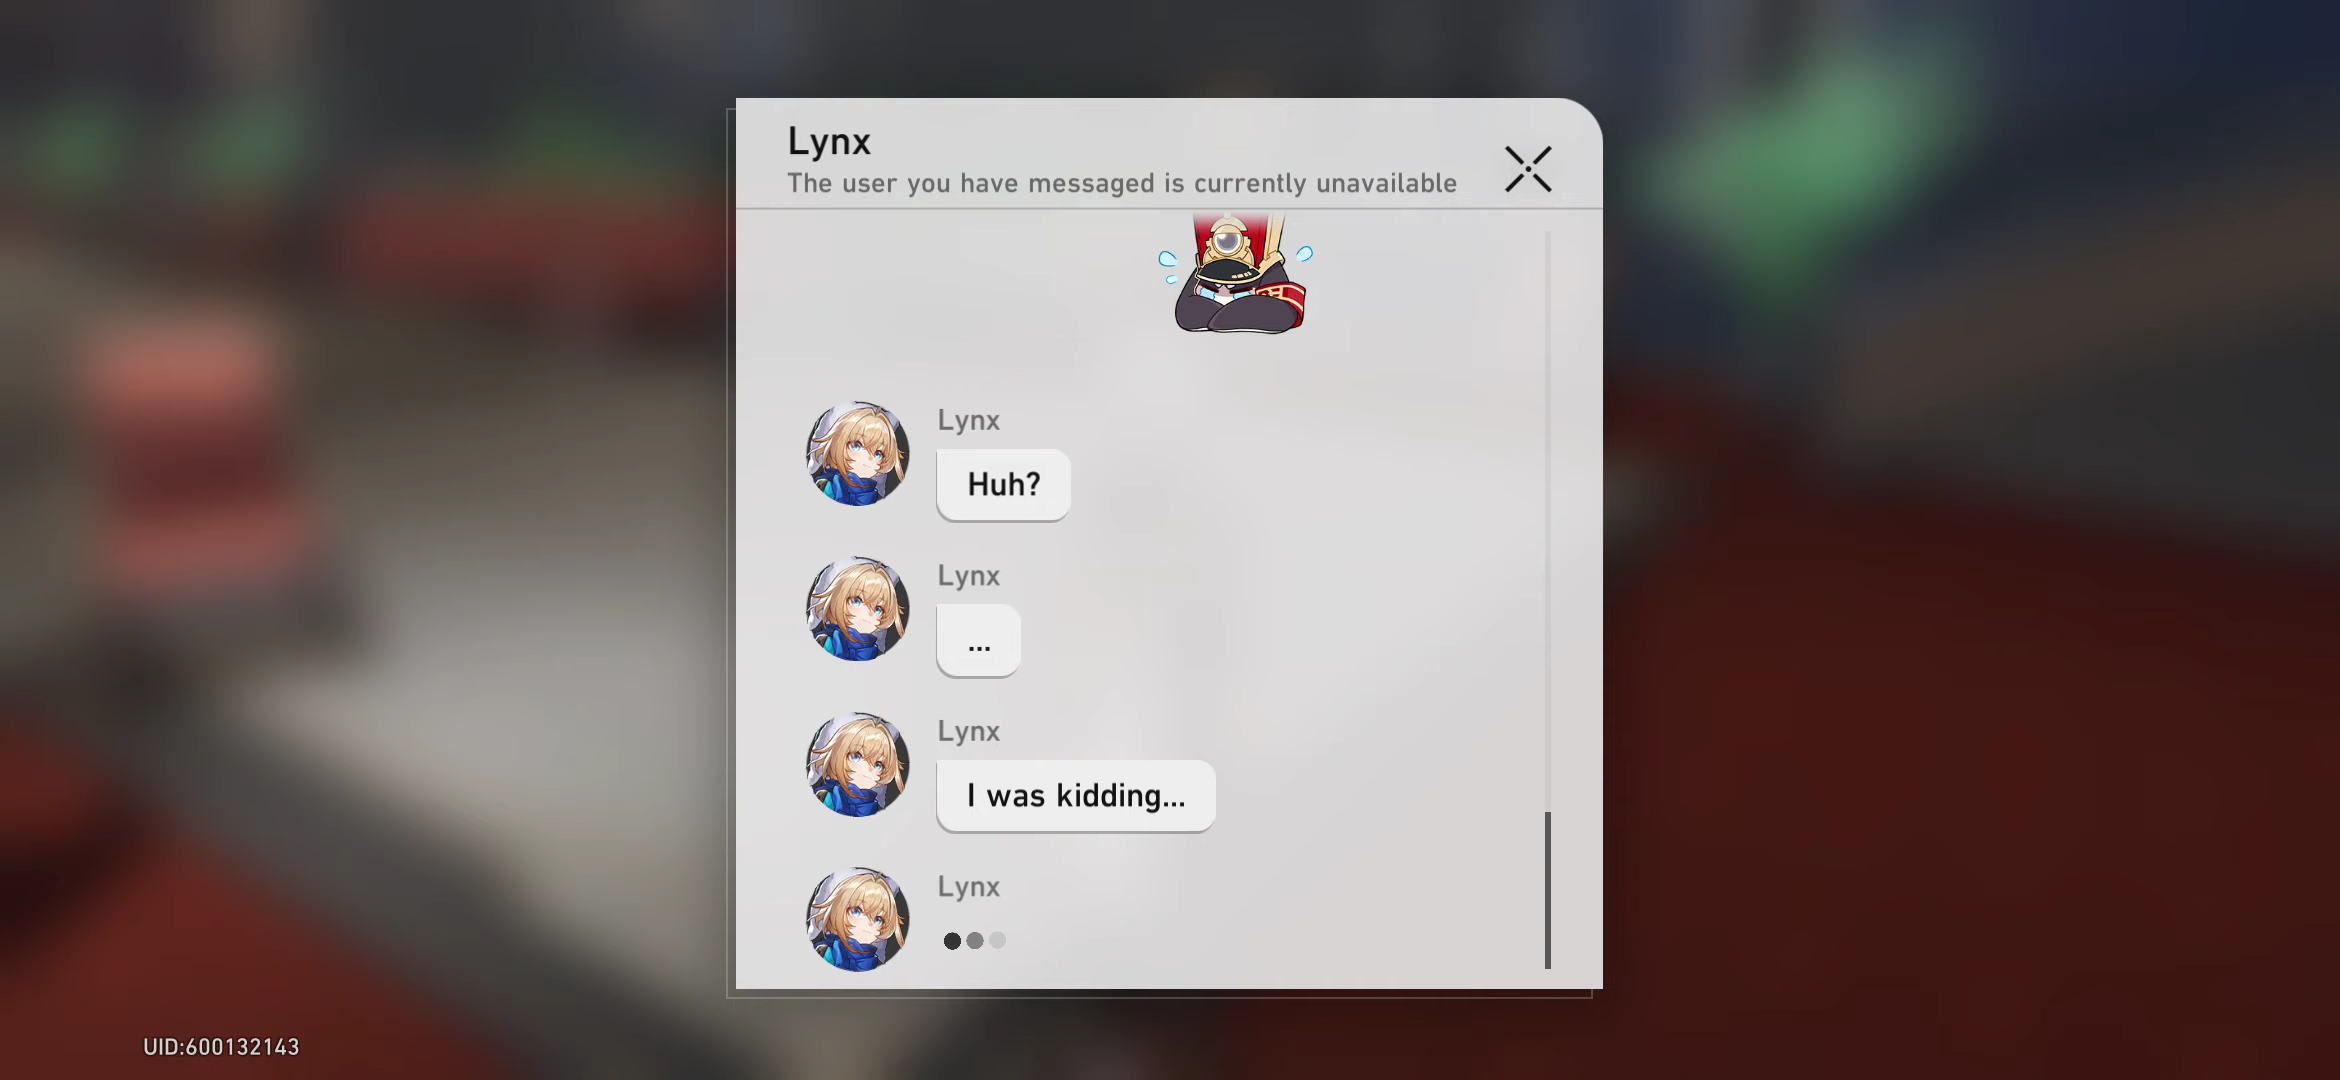 Lynx
The user you have messaged is currently unavailable
Lynx
Huh?
Lynx
...
Lynx
I was kidding...
Lynx
UID:600132143